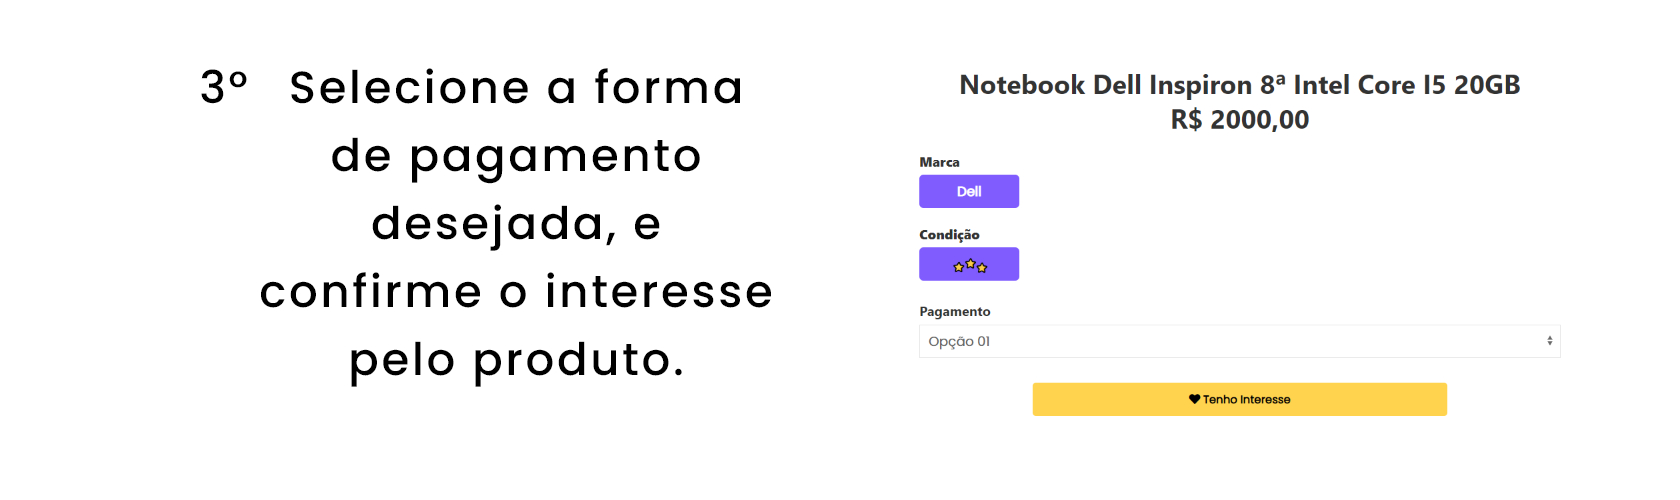 3º Selecione a forma
de pagamento
desejada, e
confirme o interesse
pelo produto.
Notebook Dell Inspiron 8ª Intel Core I5 20GB
R$ 2000,00
Marca
Dell
Condição
Pagamento
Opção 01
Tenho Interesse